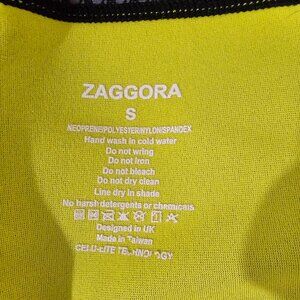 ZAGGORA
S
NEOPRENE/POLYESTER/NYLON/SPANDEX
Hand wash in cold water
Do not wring
Do not iron
Do not bleach
Do not dry clean
Line dry in shade
No harsh detergents or chemicals
Designed in UK
Made in Taiwan
CELU-LITE TECHNOLOGY